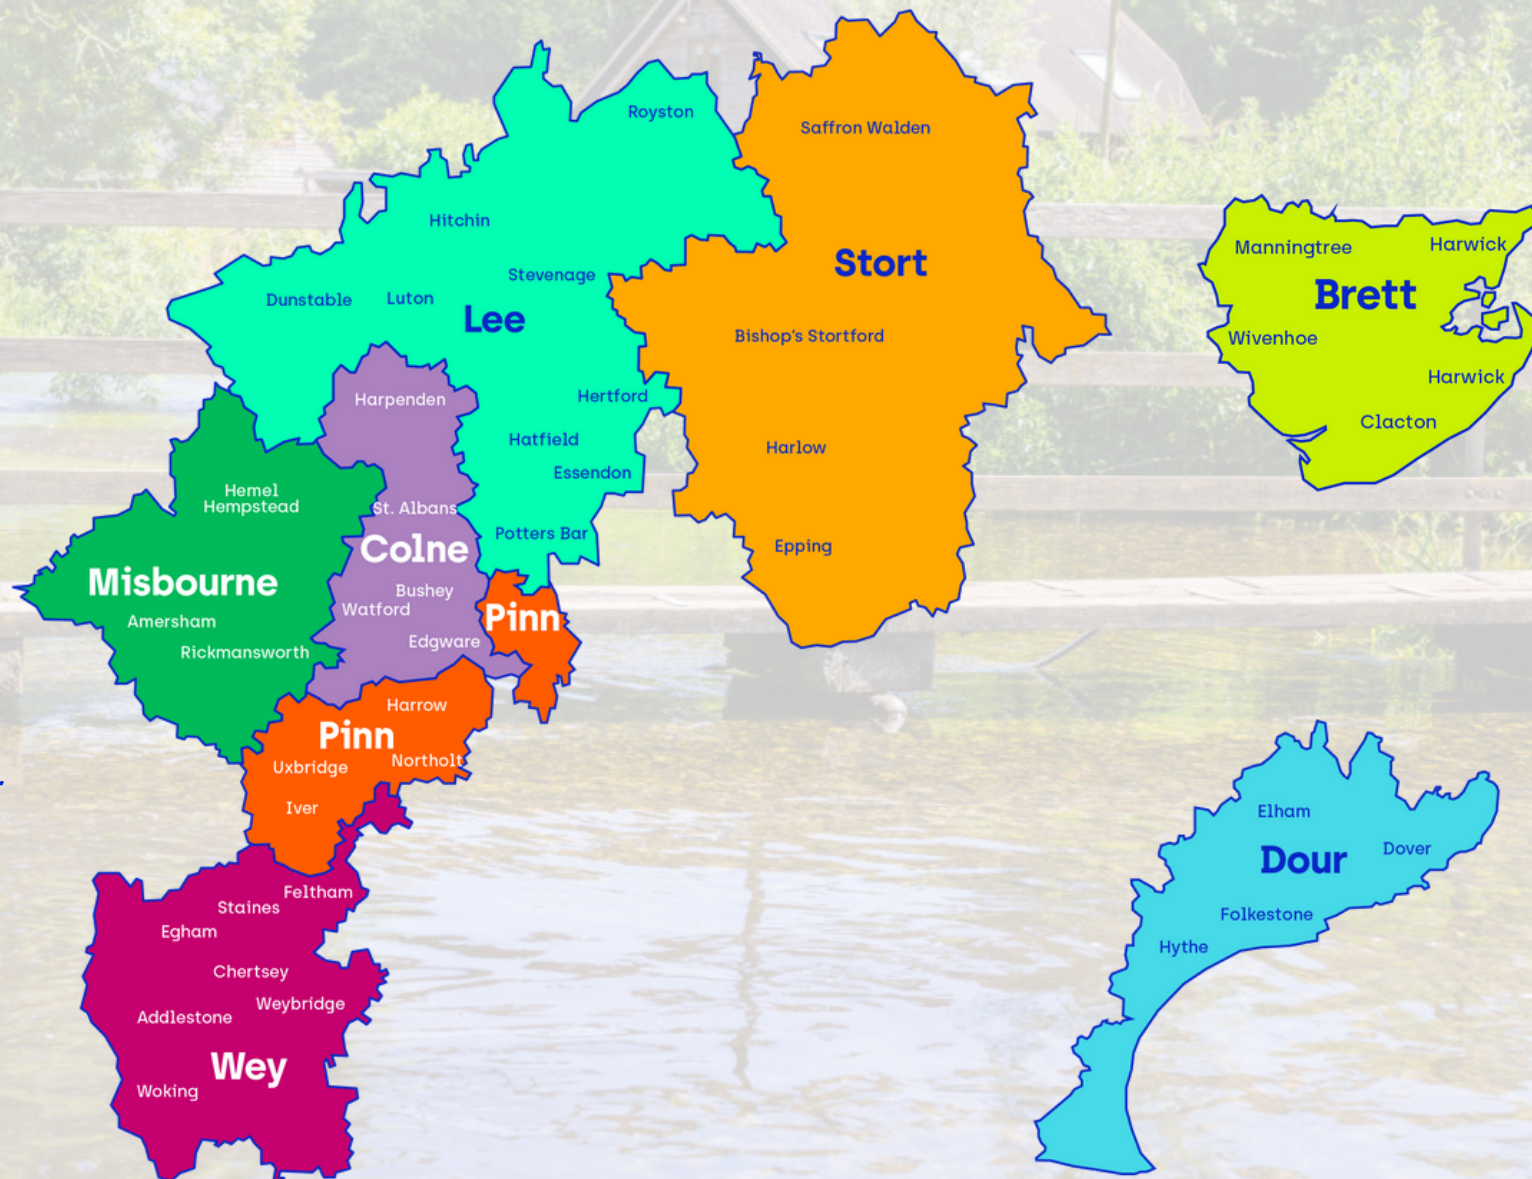 Royston
Hitchin
Stevenage
Dunstable
Luton
Lee
Hertford
Hatfield
Essendon
Potters Bar
Saffron Walden
Stort
Bishop's Stortford
Harlow
Epping
Manningtree
Harwick
Brett
Wivenhoe
Harwick
Clacton
Harpenden
St. Albans
Colne
Bushey
Watford
Edgware
Hemel
Hempstead
Misbourne
Amersham
Rickmansworth
Pinn
Harrow
Pinn
Northolt
Uxbridge
Iver
Feltham
Staines
Egham
Chertsey
Weybridge
Addlestone
Wey
Woking
Elham
Dour
Dover
Folkestone
Hythe